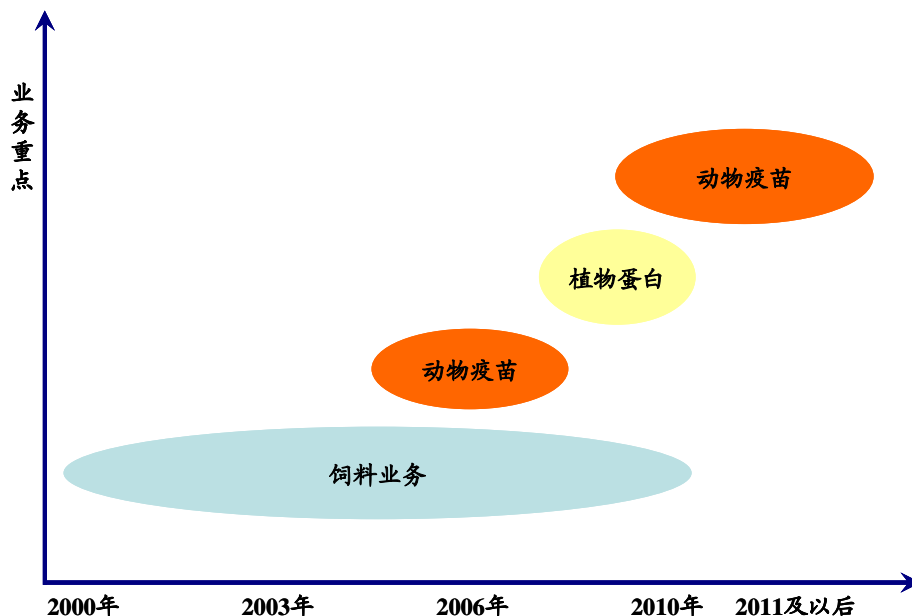 业务重点
动物疫苗
植物蛋白
动物疫苗
饲料业务
2000年
2003年
2006年
2010年
2011及以后